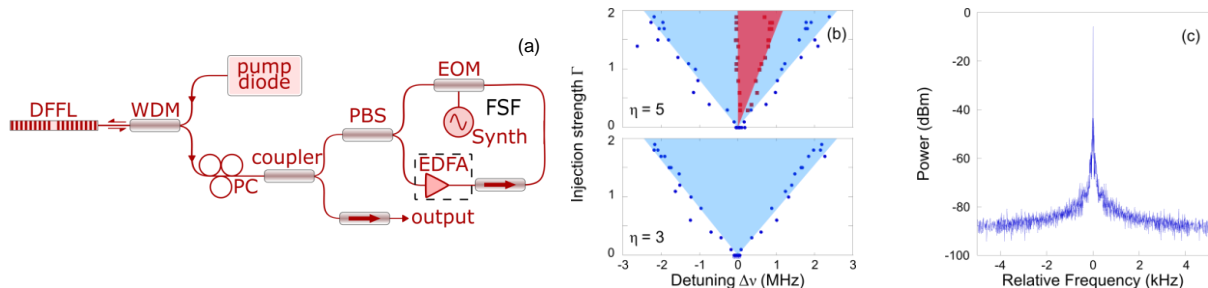 (a)
pump
diode
DFFL
WDM
PC
coupler
PBS
EOM
FSF
Synth
EDFA
output
(b)
Injection strength Γ
2
1
0
η = 5
2
1
0
η = 3
-3 -2 -1 0 1 2 3
Detuning Δν (MHz)
(c)
Power (dBm)
0
-20
-40
-60
-80
-100
-4 -2 0 2 4
Relative Frequency (kHz)